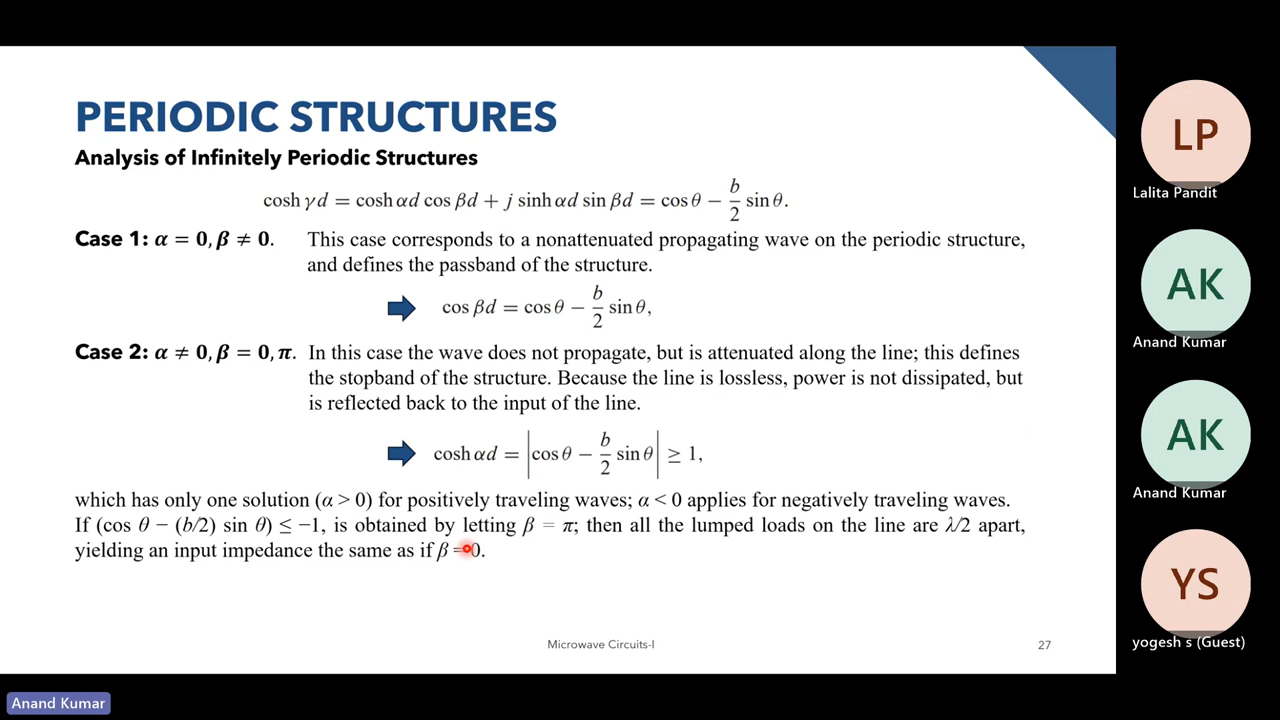 PERIODIC STRUCTURES
Analysis of Infinitely Periodic Structures
cosh γd = cosh αd cos βd + j sinh αd sin βd = cos θ − b/2 sin θ.
Case 1: α = 0, β ≠ 0. This case corresponds to a nonattenuated propagating wave on the periodic structure,
and defines the passband of the structure.
cos βd = cos θ − b/2 sin θ,
Case 2: α ≠ 0, β = 0, π. In this case the wave does not propagate, but is attenuated along the line; this defines
the stopband of the structure. Because the line is lossless, power is not dissipated, but
is reflected back to the input of the line.
cosh αd = |cos θ − b/2 sin θ| ≥ 1,
which has only one solution (α > 0) for positively traveling waves; α < 0 applies for negatively traveling waves.
If (cos θ − (b/2) sin θ) ≤ −1, is obtained by letting β = π; then all the lumped loads on the line are λ/2 apart,
yielding an input impedance the same as if β = 0.
Microwave Circuits-I
27
LP
Lalita Pandit
AK
Anand Kumar
AK
Anand Kumar
YS
yogesh s (Guest)
Anand Kumar